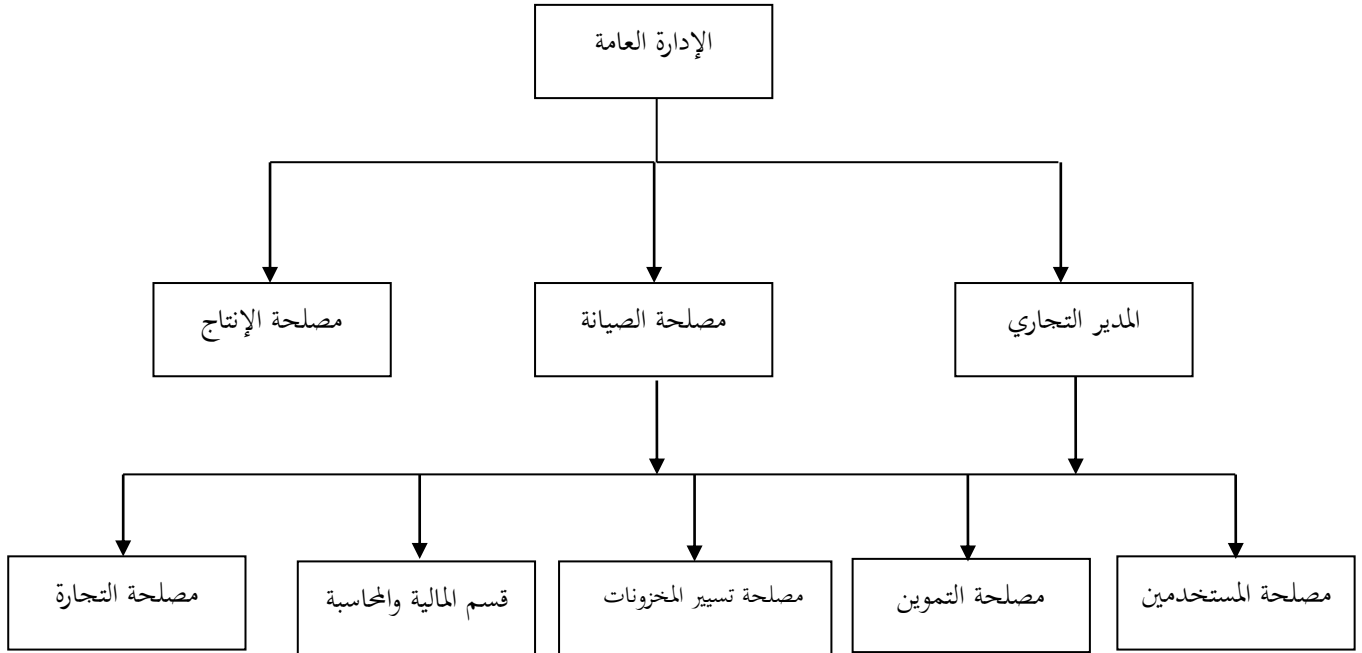 الإدارة العامة
المدير التجاري
مصلحة الصيانة
مصلحة الإنتاج
مصلحة المستخدمين
مصلحة التموين
مصلحة تسيير المخزونات
قسم المالية والمحاسبة
مصلحة التجارة